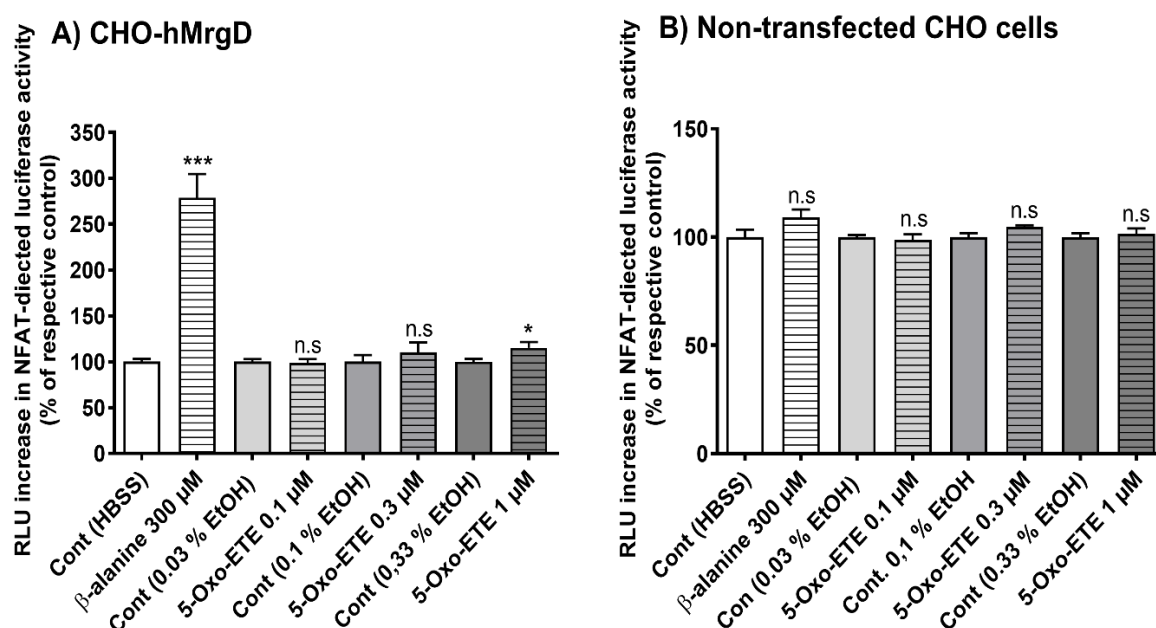 A) CHO-hMrgD
RLU increase in NFAT-diected luciferase activity
(% of respective control)
350
300
250
200
150
100
50
0
***
n.s
n.s
*
Cont (HBSS)
β-alanine 300 µM
Cont (0.03 % EtOH)
5-Oxo-ETE 0.1 µM
Cont (0.1 % EtOH)
5-Oxo-ETE 0.3 µM
Cont (0,33 % EtOH)
5-Oxo-ETE 1 µM
B) Non-transfected CHO cells
RLU increase in NFAT-diected luciferase activity
(% of respective control)
150
100
50
0
n.s
n.s
n.s
n.s
Cont (HBSS)
β-alanine 300 µM
Con (0.03 % EtOH)
5-Oxo-ETE 0.1 µM
Cont. 0,1 % EtOH
5-Oxo-ETE 0.3 µM
Cont (0.33 % EtOH)
5-Oxo-ETE 1 µM